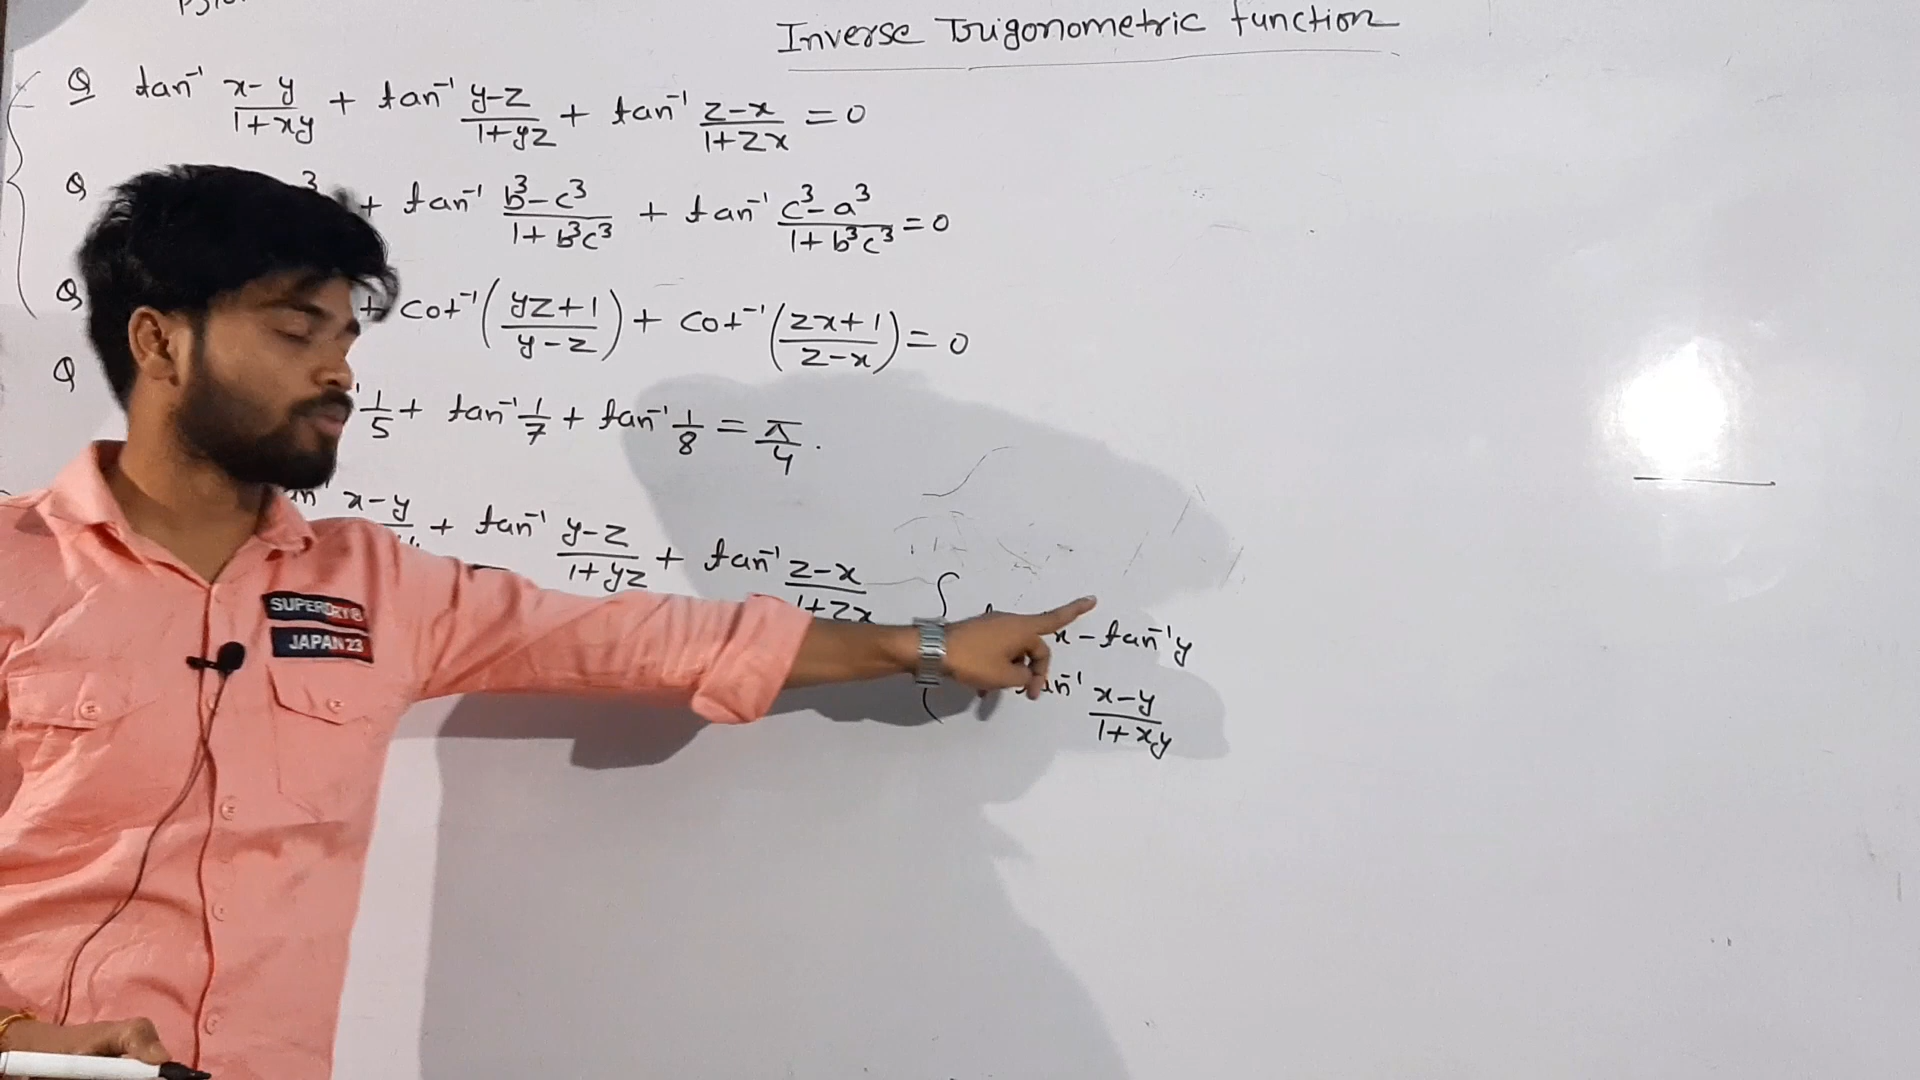 Inverse Trigonometric function
Q tan⁻¹ (x-y)/(1+xy) + tan⁻¹ (y-z)/(1+yz) + tan⁻¹ (z-x)/(1+zx) = 0
Q 3 + tan⁻¹ (b³-c³)/(1+b³c³) + tan⁻¹ (c³-a³)/(1+b³c³) = 0
Q + cot⁻¹ ((yz+1)/(y-z)) + cot⁻¹ ((zx+1)/(z-x)) = 0
Q 1/5 + tan⁻¹ 1/7 + tan⁻¹ 1/8 = π/4.
x-y + tan⁻¹ (y-z)/(1+yz) + tan⁻¹ (z-x)/(1+zx)
x - tan⁻¹y
(x-y)/(1+xy)
SUPERDRY®
JAPAN 23